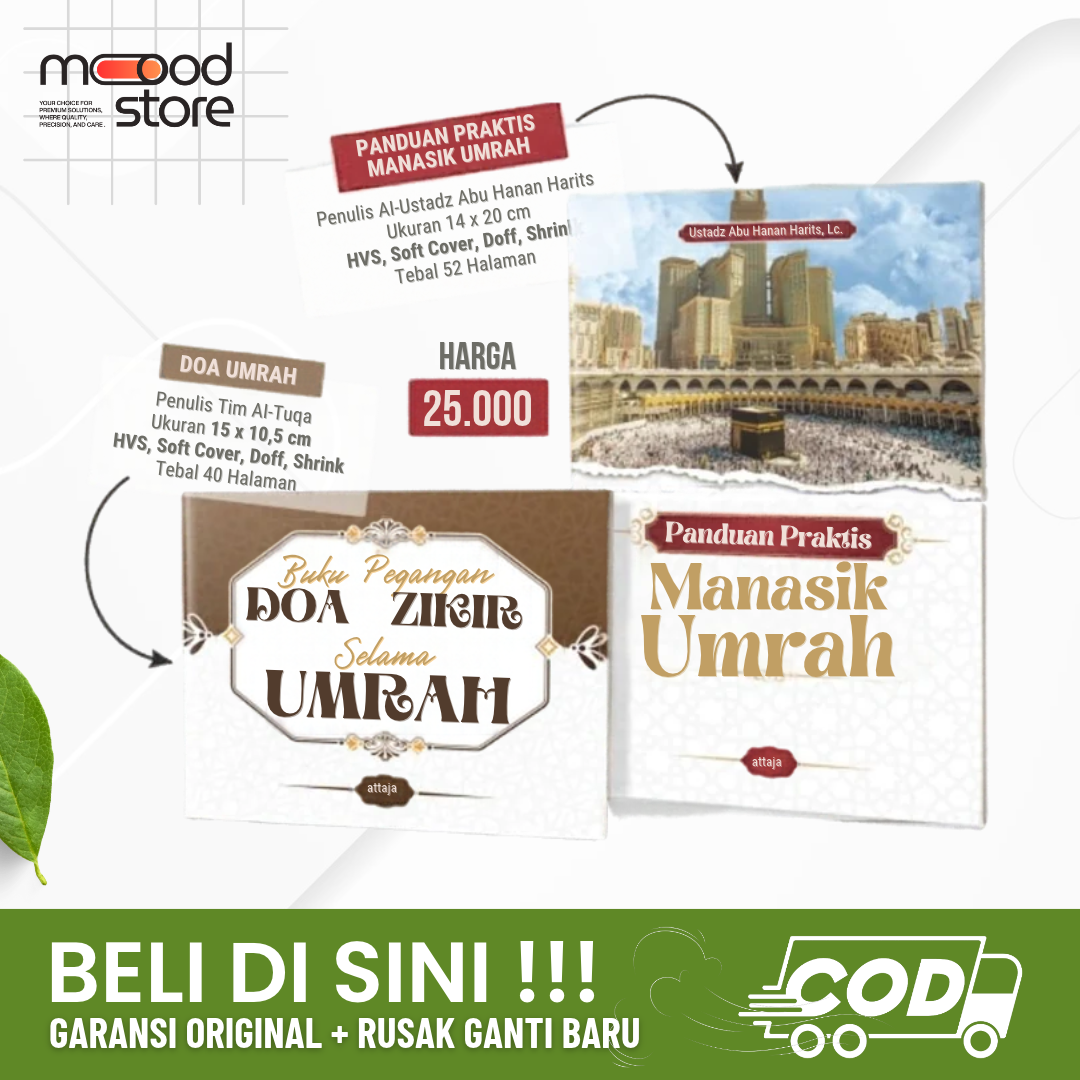 mood
store
YOUR CHOICE FOR
PREMIUM SOLUTIONS,
WHERE QUALITY,
PRECISION, AND CARE.
PANDUAN PRAKTIS
MANASIK UMRAH
Penulis Al-Ustadz Abu Hanan Harits
Ukuran 14 x 20 cm
HVS, Soft Cover, Doff, Shrink
Tebal 52 Halaman
Ustadz Abu Hanan Harits, Lc.
HARGA
25.000
DOA UMRAH
Penulis Tim Al-Tuqa
Ukuran 15 x 10,5 cm
HVS, Soft Cover, Doff, Shrink
Tebal 40 Halaman
Buku Pegangan
DOA ZIKIR
Selama
UMRAH
attaja
Panduan Praktis
Manasik
Umrah
attaja
BELI DI SINI !!!
GARANSI ORIGINAL + RUSAK GANTI BARU
COD